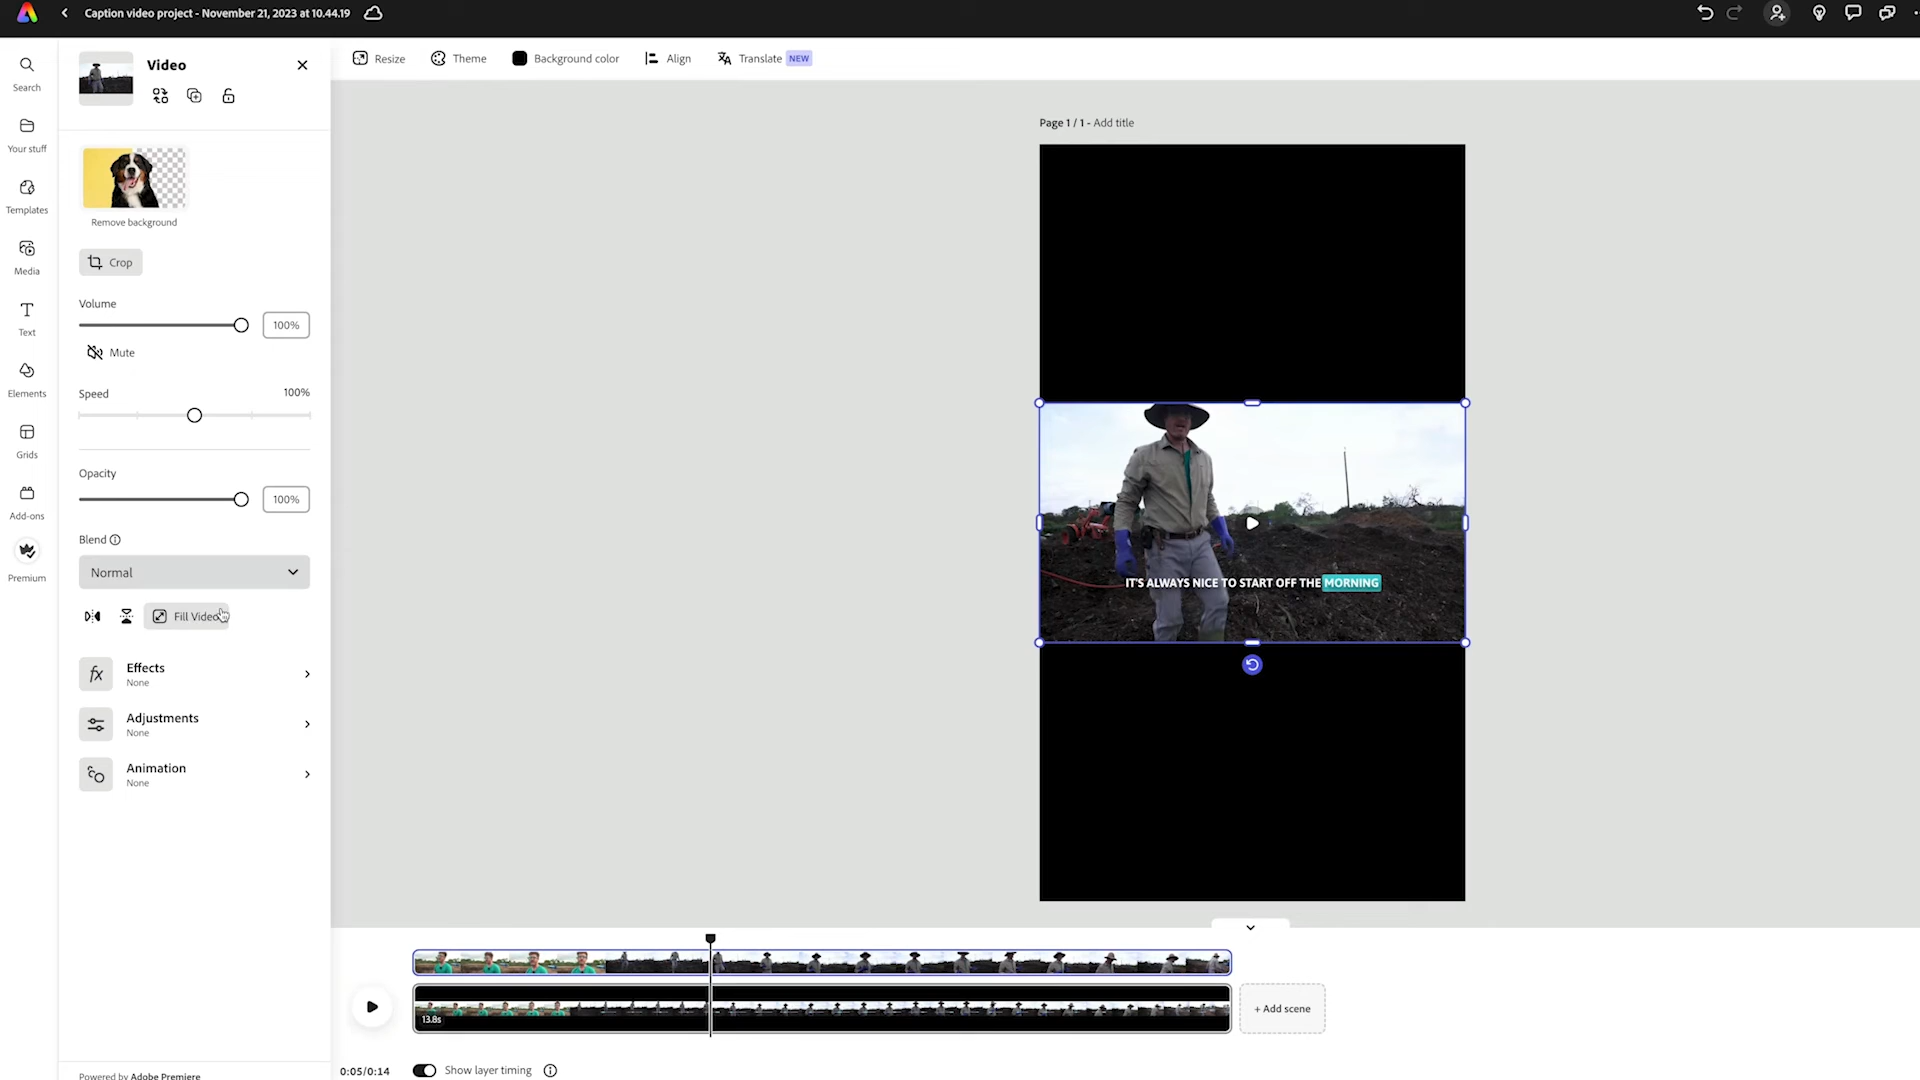 Caption video project - November 21, 2023 at 10.44.19
Resize
Theme
Background color
Align
Translate NEW
Search
Your stuff
Templates
Media
Text
Elements
Grids
Add-ons
Premium
Video
Remove background
Crop
Volume
100%
Mute
Speed
100%
Opacity
100%
Blend
Normal
Fill Video
Effects
None
Adjustments
None
Animation
None
Powered by Adobe Premiere
Page 1 / 1 - Add title
IT'S ALWAYS NICE TO START OFF THE MORNING
13.8s
+ Add scene
0:05/0:14
Show layer timing